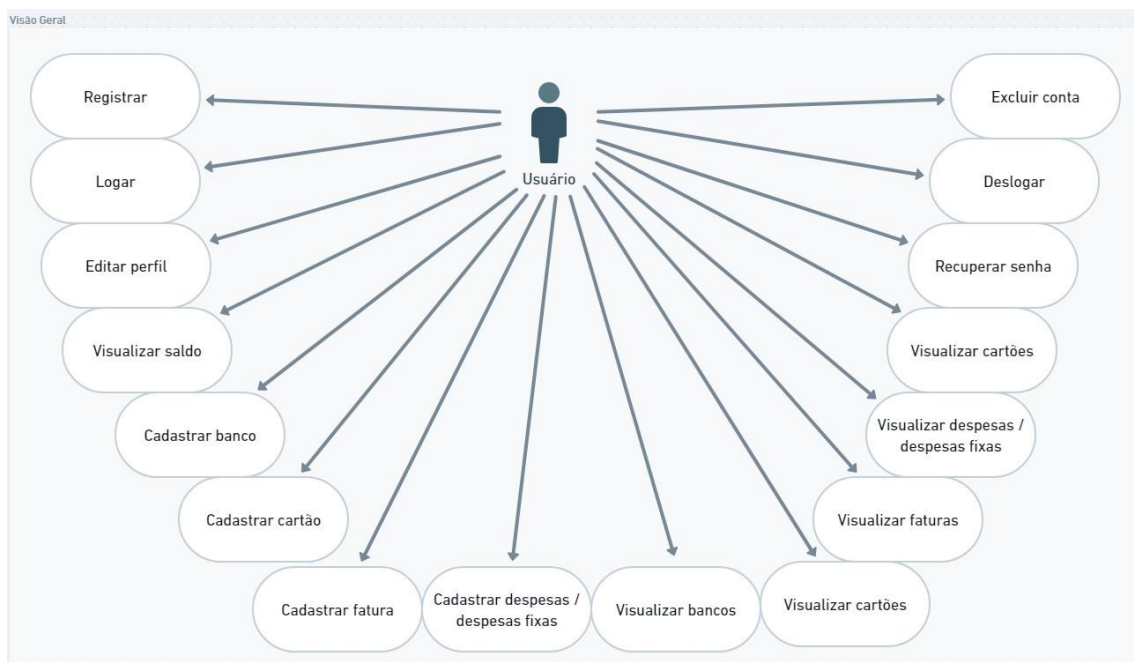 Visão Geral
Registrar
Excluir conta
Logar
Usuário
Deslogar
Editar perfil
Recuperar senha
Visualizar saldo
Visualizar cartões
Cadastrar banco
Visualizar despesas /
despesas fixas
Cadastrar cartão
Visualizar faturas
Cadastrar fatura
Cadastrar despesas /
despesas fixas
Visualizar bancos
Visualizar cartões